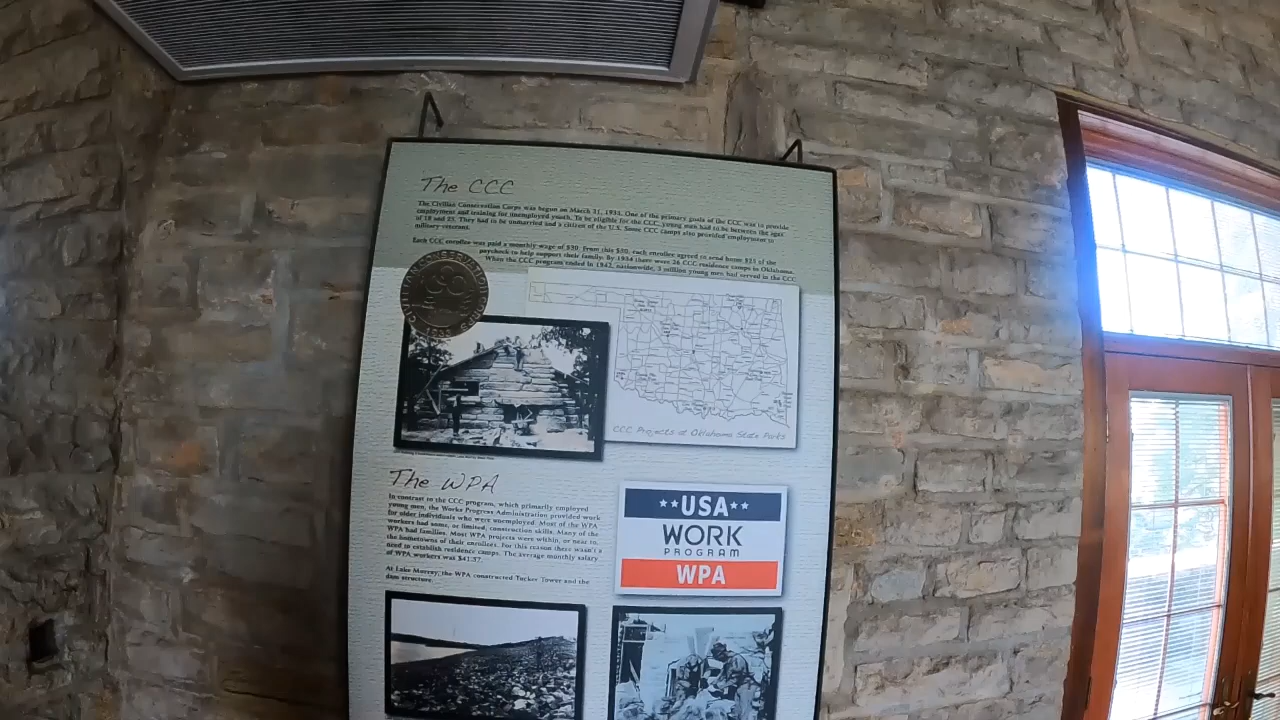 The CCC
The Civilian Conservation Corps was begun on March 31, 1933. One of the primary goals of the CCC was to provide
employment and training for unemployed youth. To be eligible for the CCC, young men had to be between the ages
of 18 and 25. They had to be unmarried and a citizen of the U.S. Some CCC camps also provided employment to
military veterans.
Each CCC enrollee was paid a monthly wage of $30. From this $30, each enrollee agreed to send home $25 of the
paycheck to help support their family. By 1934 there were 26 CCC residence camps in Oklahoma.
When the CCC program ended in 1942, nationwide, 3 million young men had served in the CCC
CCC Projects at Oklahoma State Parks
The WPA
In contrast to the CCC program, which primarily employed
young men, the Works Progress Administration provided work
for older individuals who were unemployed. Most of the WPA
workers had some, or limited, construction skills. Many of the
WPA had families. Most WPA projects were within, or near to,
the hometowns of their enrollees. For this reason there wasn't a
need to establish residence camps. The average monthly salary
of WPA workers was $41.57.
At Lake Murray, the WPA constructed Tucker Tower and the
dam structure.
USA
WORK
PROGRAM
WPA